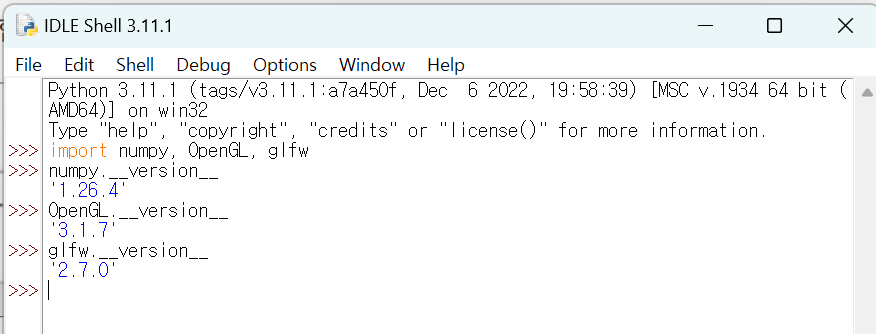 IDLE Shell 3.11.1
File Edit Shell Debug Options Window Help
Python 3.11.1 (tags/v3.11.1:a7a450f, Dec  6 2022, 19:58:39) [MSC v.1934 64 bit (
AMD64)] on win32
Type "help", "copyright", "credits" or "license()" for more information.
>>> import numpy, OpenGL, glfw
>>> numpy.__version__
'1.26.4'
>>> OpenGL.__version__
'3.1.7'
>>> glfw.__version__
'2.7.0'
>>>